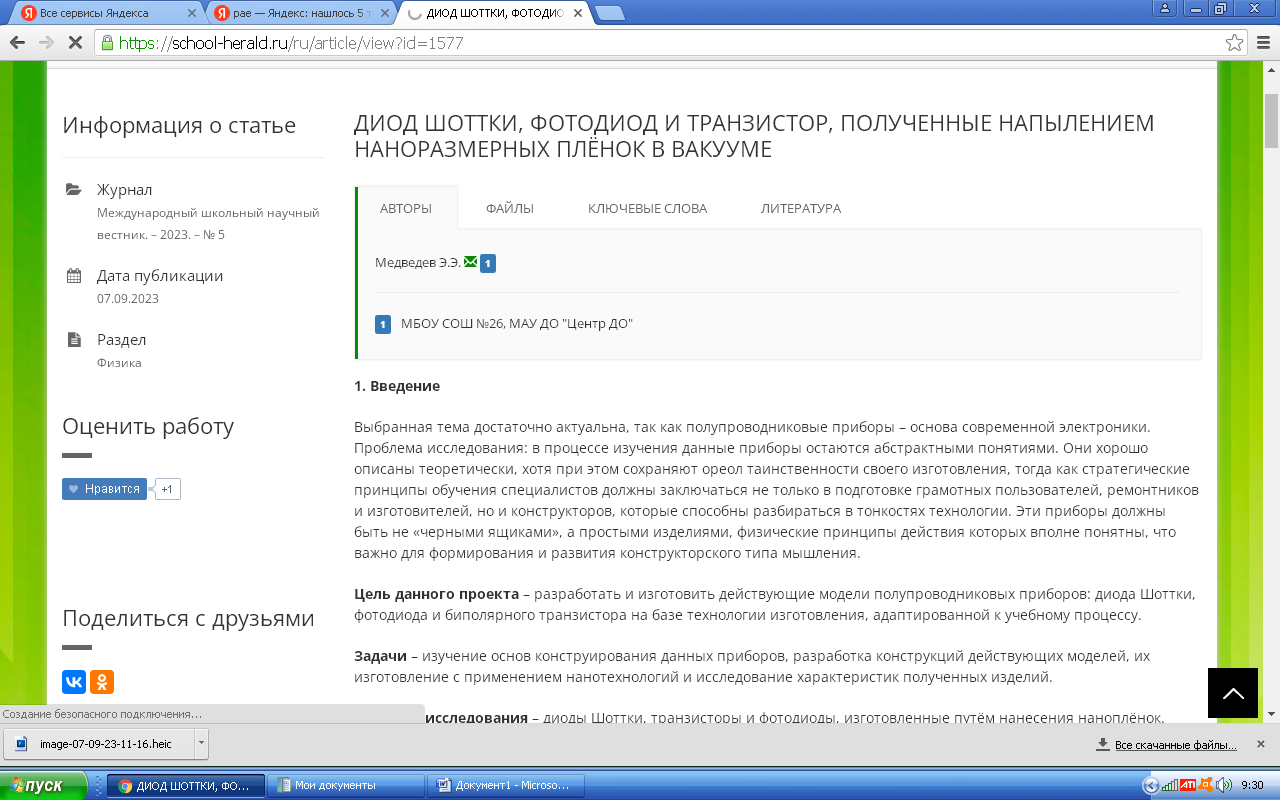 Все сервисы Яндекса
рае — Яндекс: нашлось 5 т
ДИОД ШОТТКИ, ФОТОДИО
https://school-herald.ru/ru/article/view?id=1577
Информация о статье
Журнал
Международный школьный научный
вестник. – 2023. – № 5
Дата публикации
07.09.2023
Раздел
Физика
Оценить работу
Нравится +1
Поделиться с друзьями
ДИОД ШОТТКИ, ФОТОДИОД И ТРАНЗИСТОР, ПОЛУЧЕННЫЕ НАПЫЛЕНИЕМ
НАНОРАЗМЕРНЫХ ПЛЁНОК В ВАКУУМЕ
АВТОРЫ ФАЙЛЫ КЛЮЧЕВЫЕ СЛОВА ЛИТЕРАТУРА
Медведев Э.Э. 1
1 МБОУ СОШ №26, МАУ ДО "Центр ДО"
1. Введение
Выбранная тема достаточно актуальна, так как полупроводниковые приборы – основа современной электроники.
Проблема исследования: в процессе изучения данные приборы остаются абстрактными понятиями. Они хорошо
описаны теоретически, хотя при этом сохраняют ореол таинственности своего изготовления, тогда как стратегические
принципы обучения специалистов должны заключаться не только в подготовке грамотных пользователей, ремонтников
и изготовителей, но и конструкторов, которые способны разбираться в тонкостях технологии. Эти приборы должны
быть не «черными ящиками», а простыми изделиями, физические принципы действия которых вполне понятны, что
важно для формирования и развития конструкторского типа мышления.
Цель данного проекта – разработать и изготовить действующие модели полупроводниковых приборов: диода Шоттки,
фотодиода и биполярного транзистора на базе технологии изготовления, адаптированной к учебному процессу.
Задачи – изучение основ конструирования данных приборов, разработка конструкций действующих моделей, их
изготовление с применением нанотехнологий и исследование характеристик полученных изделий.
исследования – диоды Шоттки, транзисторы и фотодиоды, изготовленные путём нанесения наноплёнок.
Создание безопасного подключения...
image-07-09-23-11-16.heic
Все скачанные файлы...
пуск
ДИОД ШОТТКИ, ФО...
Мои документы
Документ1 - Microso...
ATI
9:30